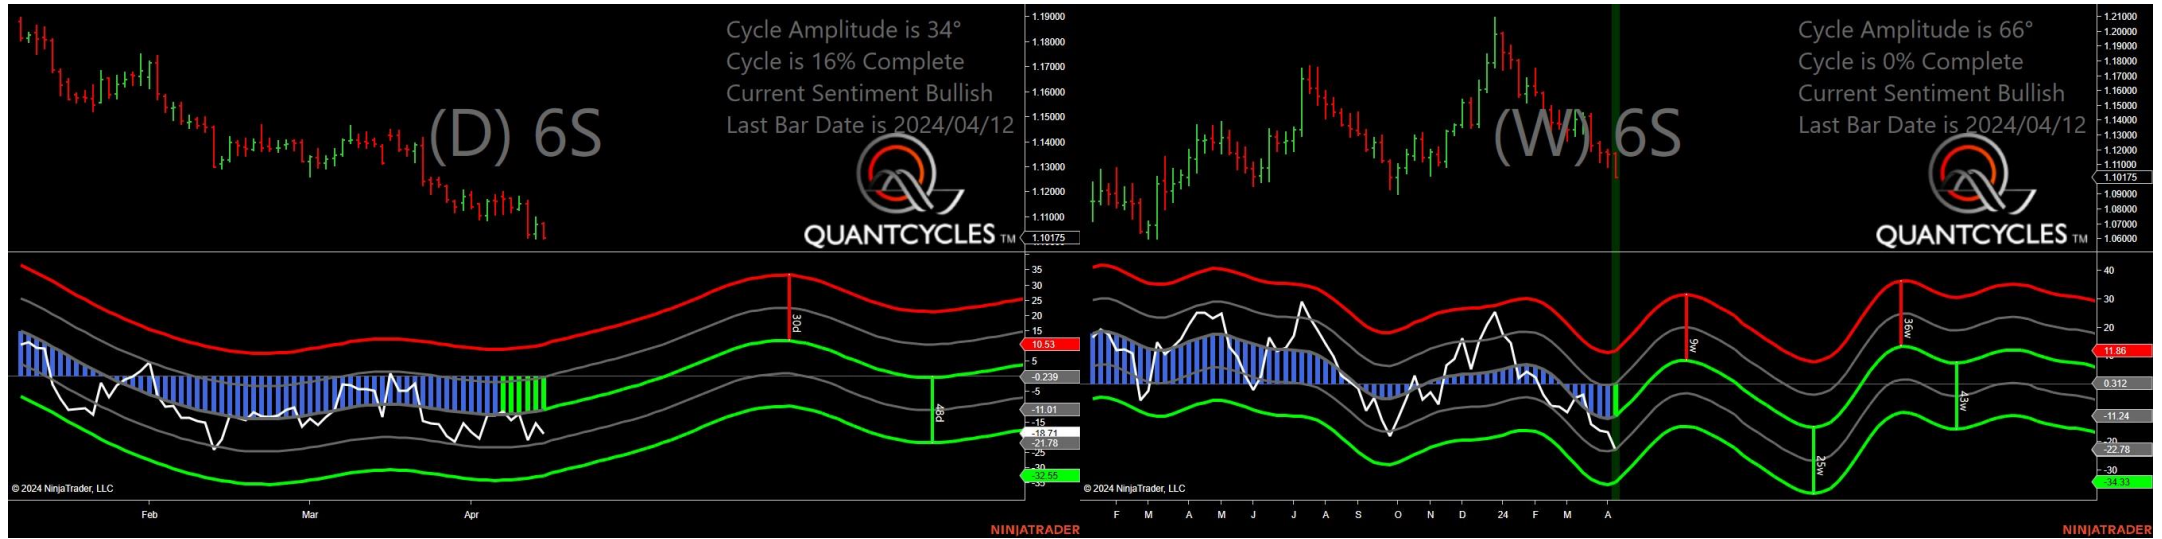 Cycle Amplitude is 34°
Cycle is 16% Complete
Current Sentiment Bullish
Last Bar Date is 2024/04/12
(D) 6S
QUANTCYCLES TM
1.19000
1.18000
1.17000
1.16000
1.15000
1.14000
1.13000
1.12000
1.11000
1.10175
35
30
25
20
15
10.53
5
-0.239
-5
-11.01
-15
-18.71
-21.78
-25
-30
-32.55
-35
30d
48d
© 2024 NinjaTrader, LLC
Feb Mar Apr
NINJATRADER
Cycle Amplitude is 66°
Cycle is 0% Complete
Current Sentiment Bullish
Last Bar Date is 2024/04/12
(W) 6S
QUANTCYCLES TM
1.21000
1.20000
1.19000
1.18000
1.17000
1.16000
1.15000
1.14000
1.13000
1.12000
1.11000
1.10175
1.09000
1.08000
1.07000
1.06000
40
30
20
11.86
0.312
-11.24
-20
-22.78
-30
-34.33
9w
25w
36w
43w
© 2024 NinjaTrader, LLC
F M A M J J A S O N D 24 F M A
NINJATRADER